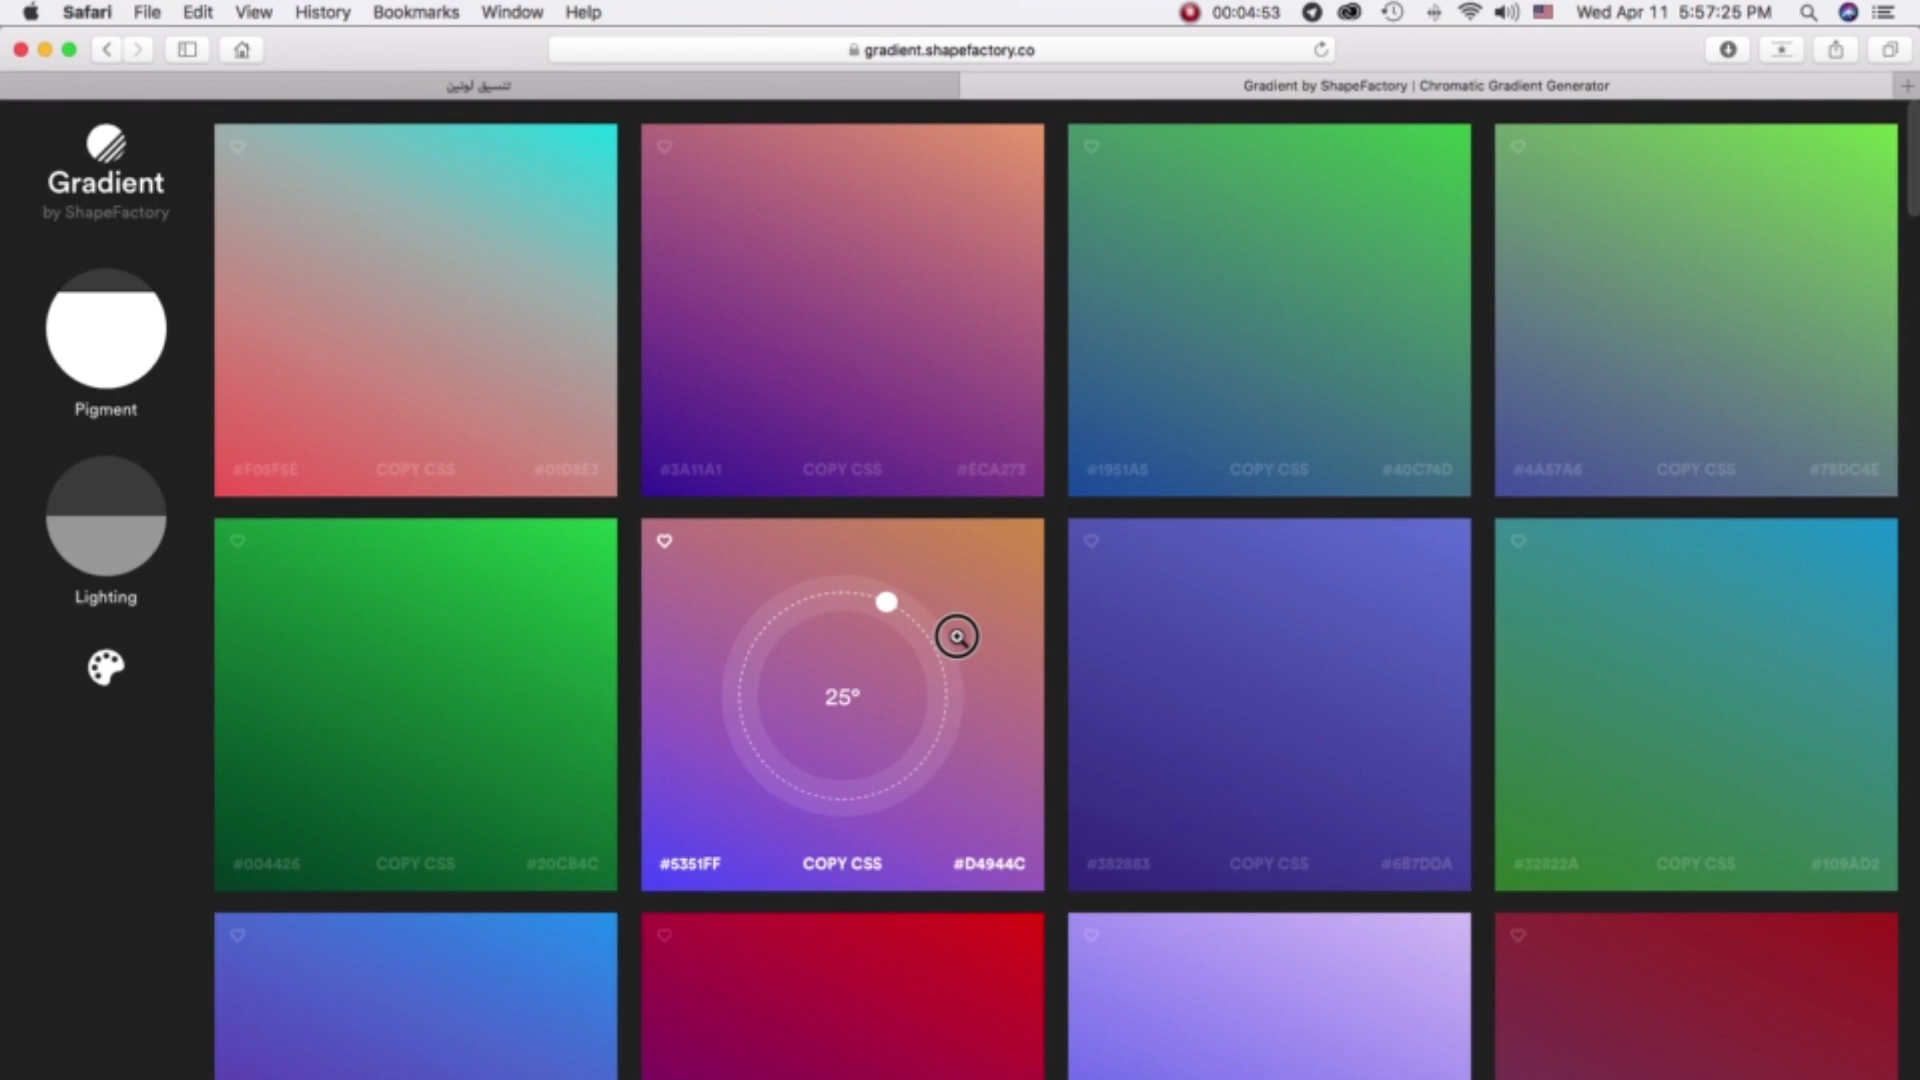 Safari File Edit View History Bookmarks Window Help 00:04:53 Wed Apr 11 5:57:25 PM
gradient.shapefactory.co
تنسيق لونين Gradient by ShapeFactory | Chromatic Gradient Generator
Gradient
by ShapeFactory
Pigment
Lighting
#F05F5E COPY CSS #01D8E3
#3A11A1 COPY CSS #ECA273
#1951A5 COPY CSS #40C74D
#4A57A6 COPY CSS #78DC4E
#004426 COPY CSS #20CB4C
25°
#5351FF COPY CSS #D4944C
#382883 COPY CSS #6B7DDA
#32822A COPY CSS #109AD2